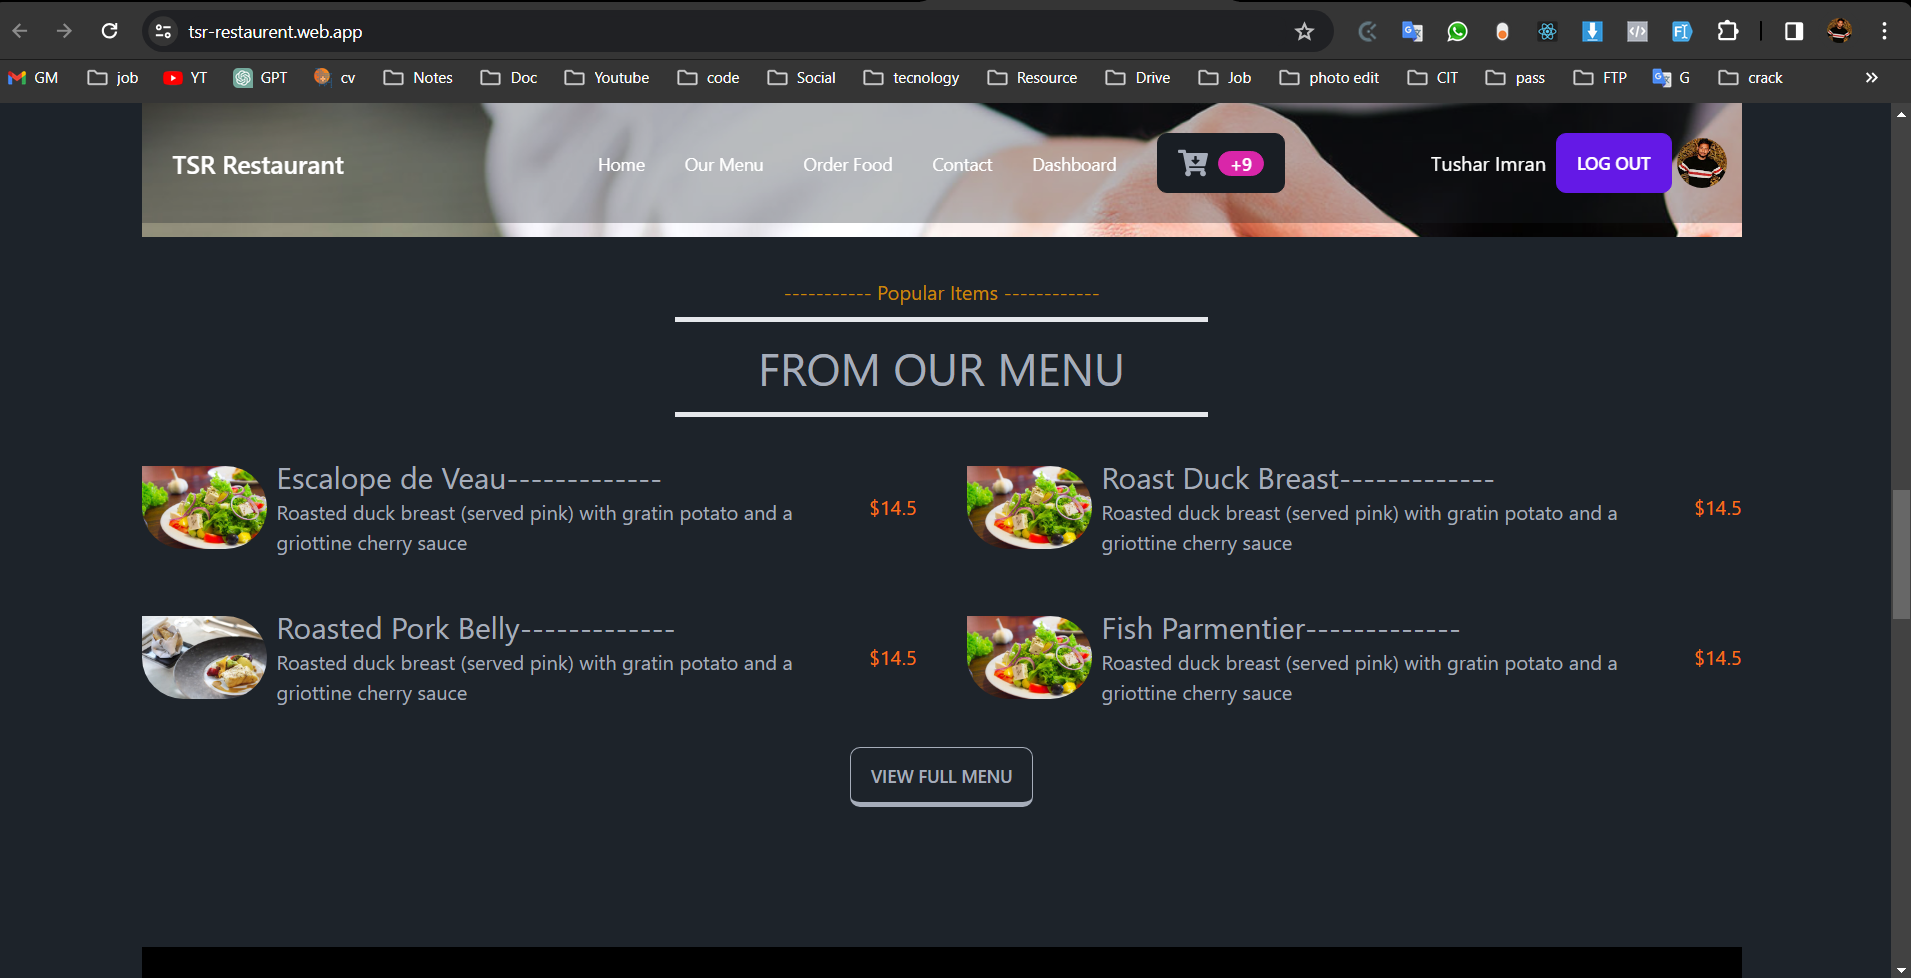 tsr-restaurent.web.app
GM job YT GPT cv Notes Doc Youtube code Social tecnology Resource Drive Job photo edit CIT pass FTP G crack
TSR Restaurant Home Our Menu Order Food Contact Dashboard +9 Tushar Imran LOG OUT
----------- Popular Items ------------
FROM OUR MENU
Escalope de Veau-------------
Roasted duck breast (served pink) with gratin potato and a
griottine cherry sauce
$14.5
Roast Duck Breast-------------
Roasted duck breast (served pink) with gratin potato and a
griottine cherry sauce
$14.5
Roasted Pork Belly-------------
Roasted duck breast (served pink) with gratin potato and a
griottine cherry sauce
$14.5
Fish Parmentier-------------
Roasted duck breast (served pink) with gratin potato and a
griottine cherry sauce
$14.5
VIEW FULL MENU